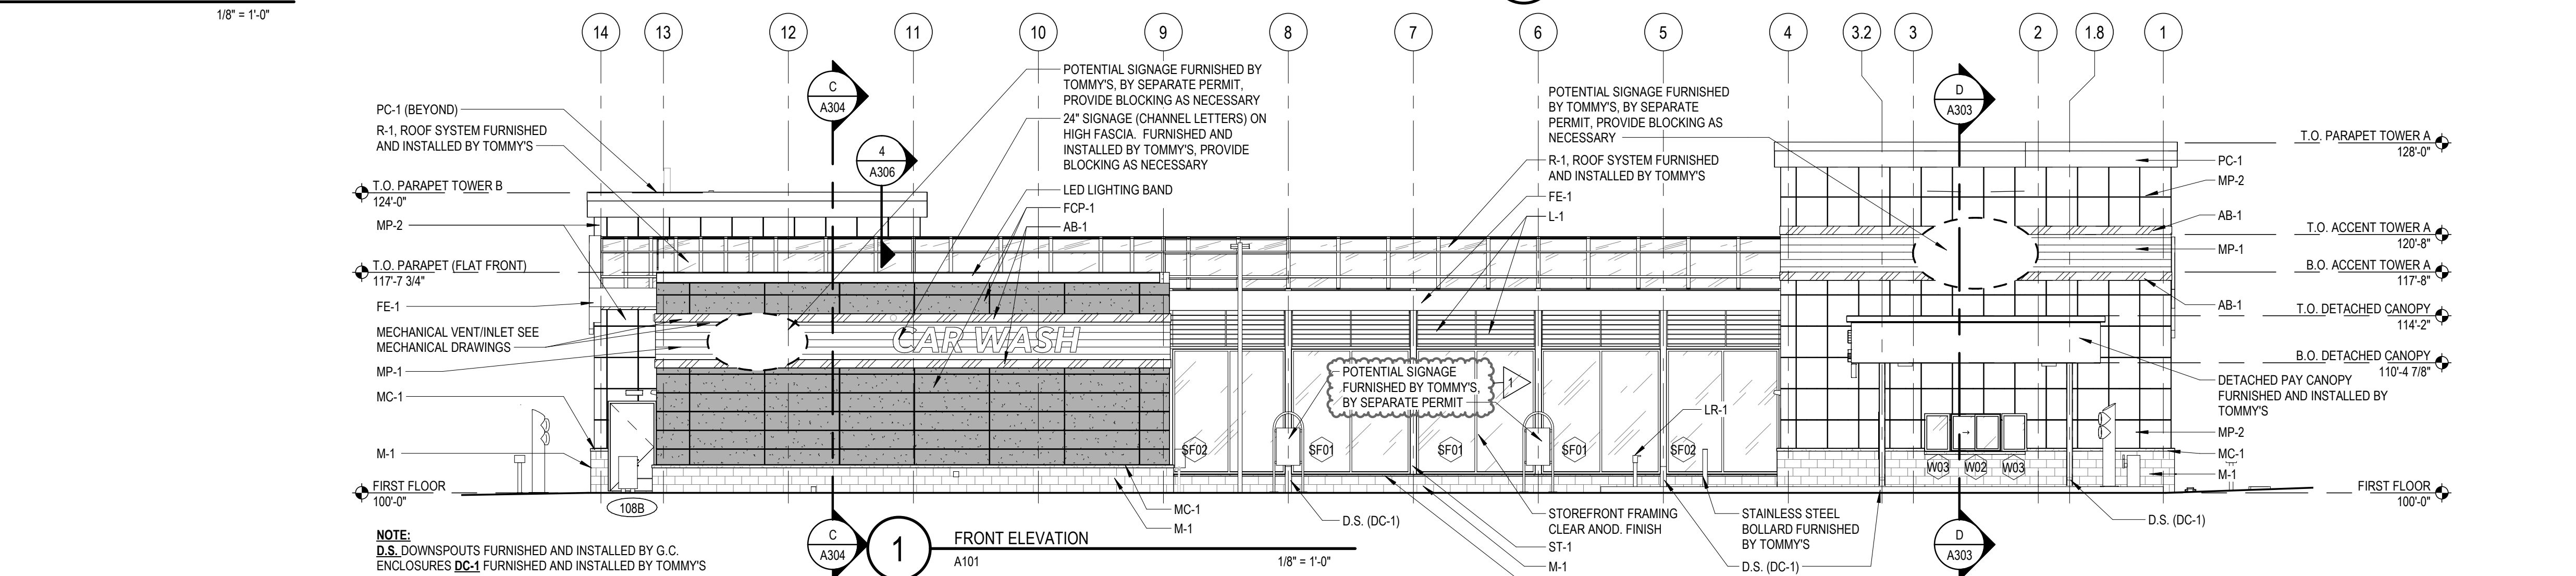 1/8" = 1'-0"
14 13 12 11 10 9 8 7 6 5 4 3.2 3 2 1.8 1
C
A304
4
A306
D
A303
PC-1 (BEYOND)
R-1, ROOF SYSTEM FURNISHED
AND INSTALLED BY TOMMY'S
T.O. PARAPET TOWER B
124'-0"
MP-2
T.O. PARAPET (FLAT FRONT)
117'-7 3/4"
FE-1
MECHANICAL VENT/INLET SEE
MECHANICAL DRAWINGS
MP-1
MC-1
M-1
FIRST FLOOR
100'-0"
108B
NOTE:
D.S. DOWNSPOUTS FURNISHED AND INSTALLED BY G.C.
ENCLOSURES DC-1 FURNISHED AND INSTALLED BY TOMMY'S
POTENTIAL SIGNAGE FURNISHED BY
TOMMY'S, BY SEPARATE PERMIT,
PROVIDE BLOCKING AS NECESSARY
24" SIGNAGE (CHANNEL LETTERS) ON
HIGH FASCIA. FURNISHED AND
INSTALLED BY TOMMY'S, PROVIDE
BLOCKING AS NECESSARY
LED LIGHTING BAND
FCP-1
AB-1
CAR WASH
POTENTIAL SIGNAGE FURNISHED
BY TOMMY'S, BY SEPARATE
PERMIT, PROVIDE BLOCKING AS
NECESSARY
R-1, ROOF SYSTEM FURNISHED
AND INSTALLED BY TOMMY'S
FE-1
L-1
POTENTIAL SIGNAGE
FURNISHED BY TOMMY'S,
BY SEPARATE PERMIT
1
LR-1
SF02 SF01 SF01 SF01 SF02
W03 W02 W03
T.O. PARAPET TOWER A
128'-0"
PC-1
MP-2
AB-1
T.O. ACCENT TOWER A
120'-8"
MP-1
B.O. ACCENT TOWER A
117'-8"
AB-1
T.O. DETACHED CANOPY
114'-2"
B.O. DETACHED CANOPY
110'-4 7/8"
DETACHED PAY CANOPY
FURNISHED AND INSTALLED BY
TOMMY'S
MP-2
MC-1
M-1
FIRST FLOOR
100'-0"
MC-1
M-1
D.S. (DC-1)
STOREFRONT FRAMING
CLEAR ANOD. FINISH
ST-1
M-1
STAINLESS STEEL
BOLLARD FURNISHED
BY TOMMY'S
D.S. (DC-1)
D.S. (DC-1)
C
A304
1
FRONT ELEVATION
A101
1/8" = 1'-0"
D
A303